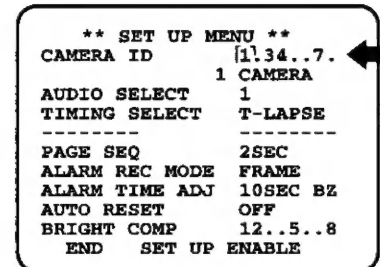 ** SET UP MENU **
CAMERA ID 1.34..7.
1 CAMERA
AUDIO SELECT 1
TIMING SELECT T-LAPSE
-------- ---------
PAGE SEQ 2SEC
ALARM REC MODE FRAME
ALARM TIME ADJ 10SEC BZ
AUTO RESET OFF
BRIGHT COMP 12..5..8
END SET UP ENABLE